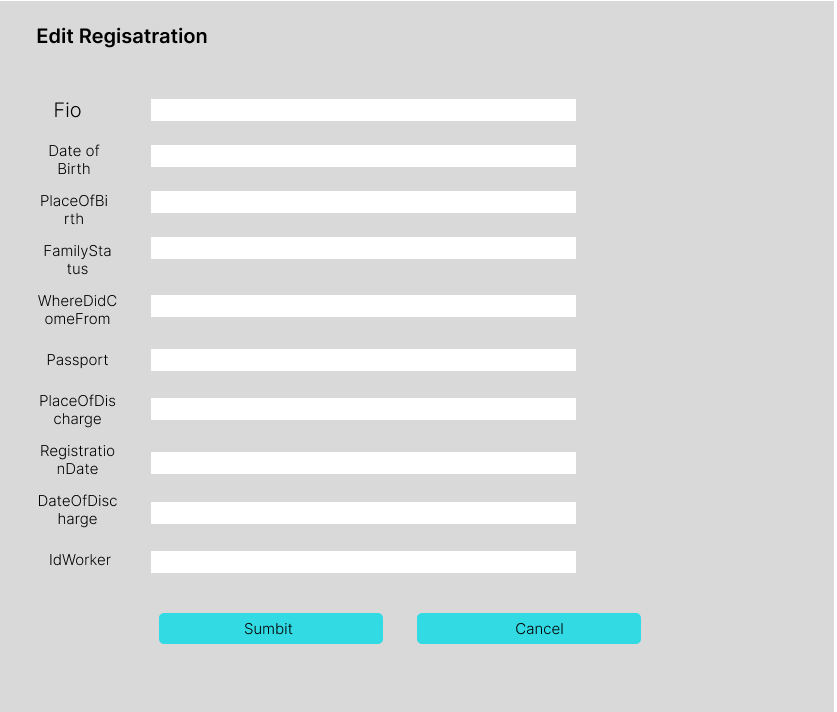 Edit Regisatration
Fio
Date of
Birth
PlaceOfBi
rth
FamilySta
tus
WhereDidC
omeFrom
Passport
PlaceOfDis
charge
Registratio
nDate
DateOfDisc
harge
IdWorker
Sumbit
Cancel